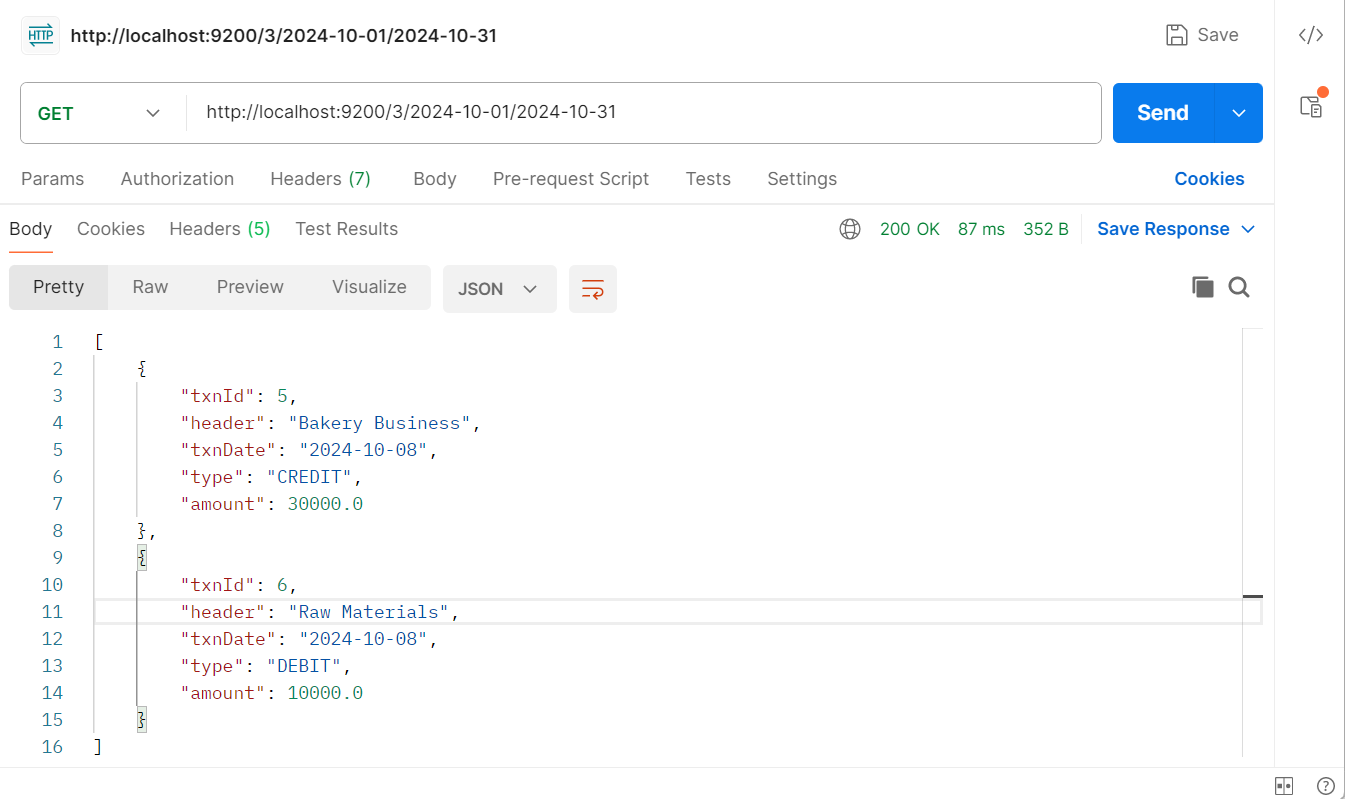 HTTP http://localhost:9200/3/2024-10-01/2024-10-31 Save
GET http://localhost:9200/3/2024-10-01/2024-10-31 Send
Params Authorization Headers (7) Body Pre-request Script Tests Settings Cookies
Body Cookies Headers (5) Test Results 200 OK 87 ms 352 B Save Response
Pretty Raw Preview Visualize JSON
1 [
2 {
3 "txnId": 5,
4 "header": "Bakery Business",
5 "txnDate": "2024-10-08",
6 "type": "CREDIT",
7 "amount": 30000.0
8 },
9 {
10 "txnId": 6,
11 "header": "Raw Materials",
12 "txnDate": "2024-10-08",
13 "type": "DEBIT",
14 "amount": 10000.0
15 }
16 ]